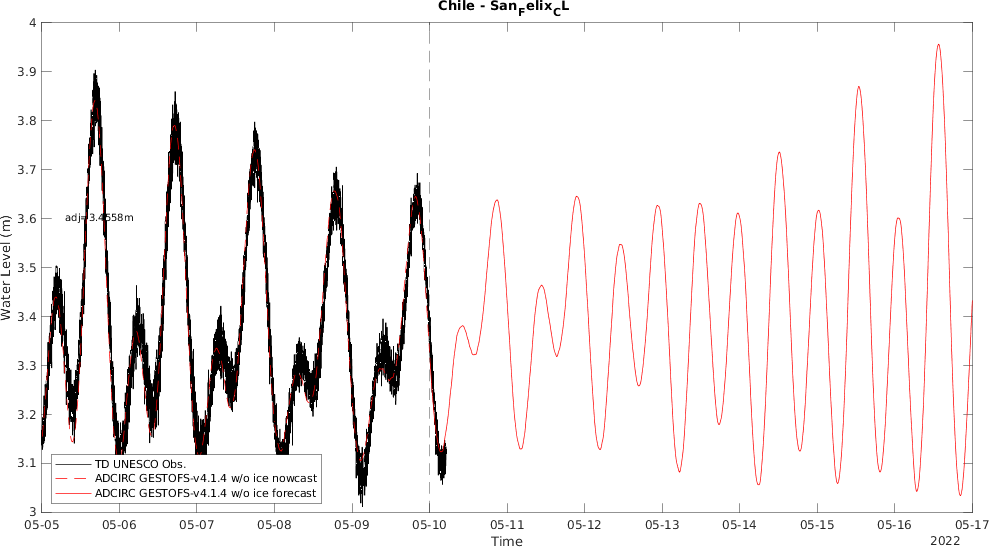 Chile - SanFelixCL
4
3.9
3.8
3.7
3.6
3.5
3.4
3.3
3.2
3.1
3
Water Level (m)
adj=3.4558m
TD UNESCO Obs.
ADCIRC GESTOFS-v4.1.4 w/o ice nowcast
ADCIRC GESTOFS-v4.1.4 w/o ice forecast
05-05 05-06 05-07 05-08 05-09 05-10 05-11 05-12 05-13 05-14 05-15 05-16 05-17
Time
2022